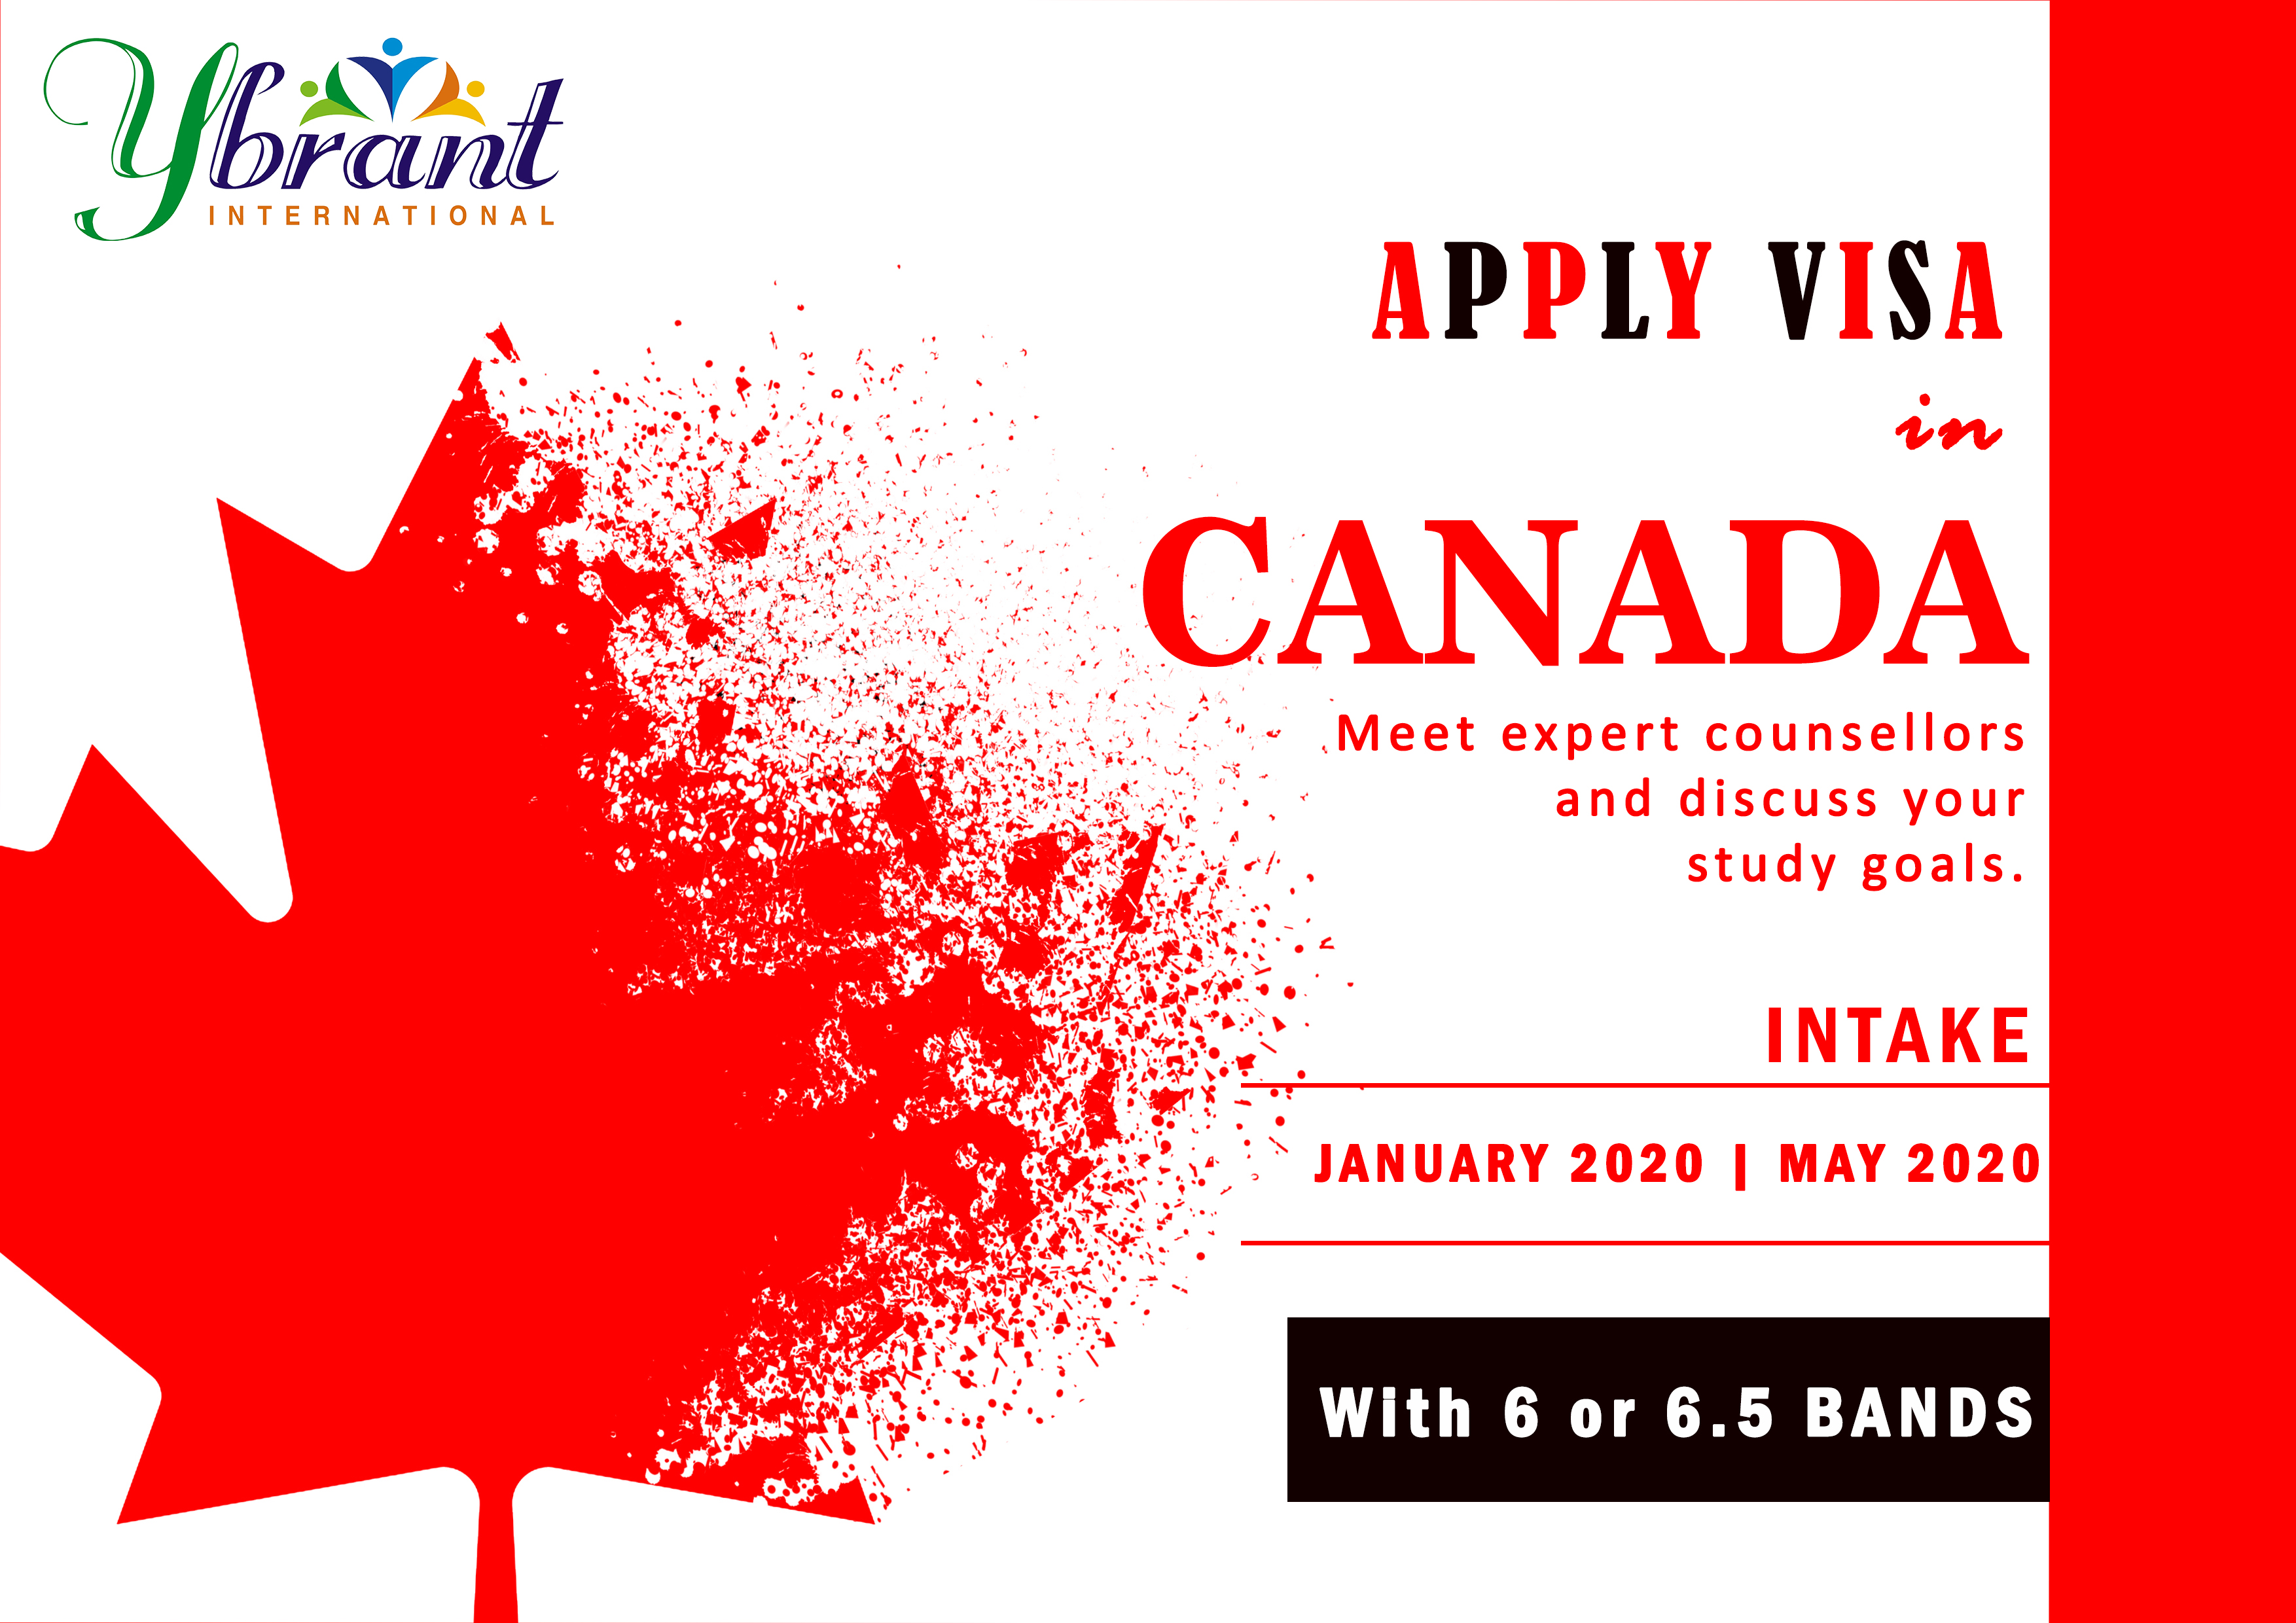 Ybrant
INTERNATIONAL
APPLY VISA
in
CANADA
Meet expert counsellors
and discuss your
study goals.
INTAKE
JANUARY 2020 | MAY 2020
With 6 or 6.5 BANDS